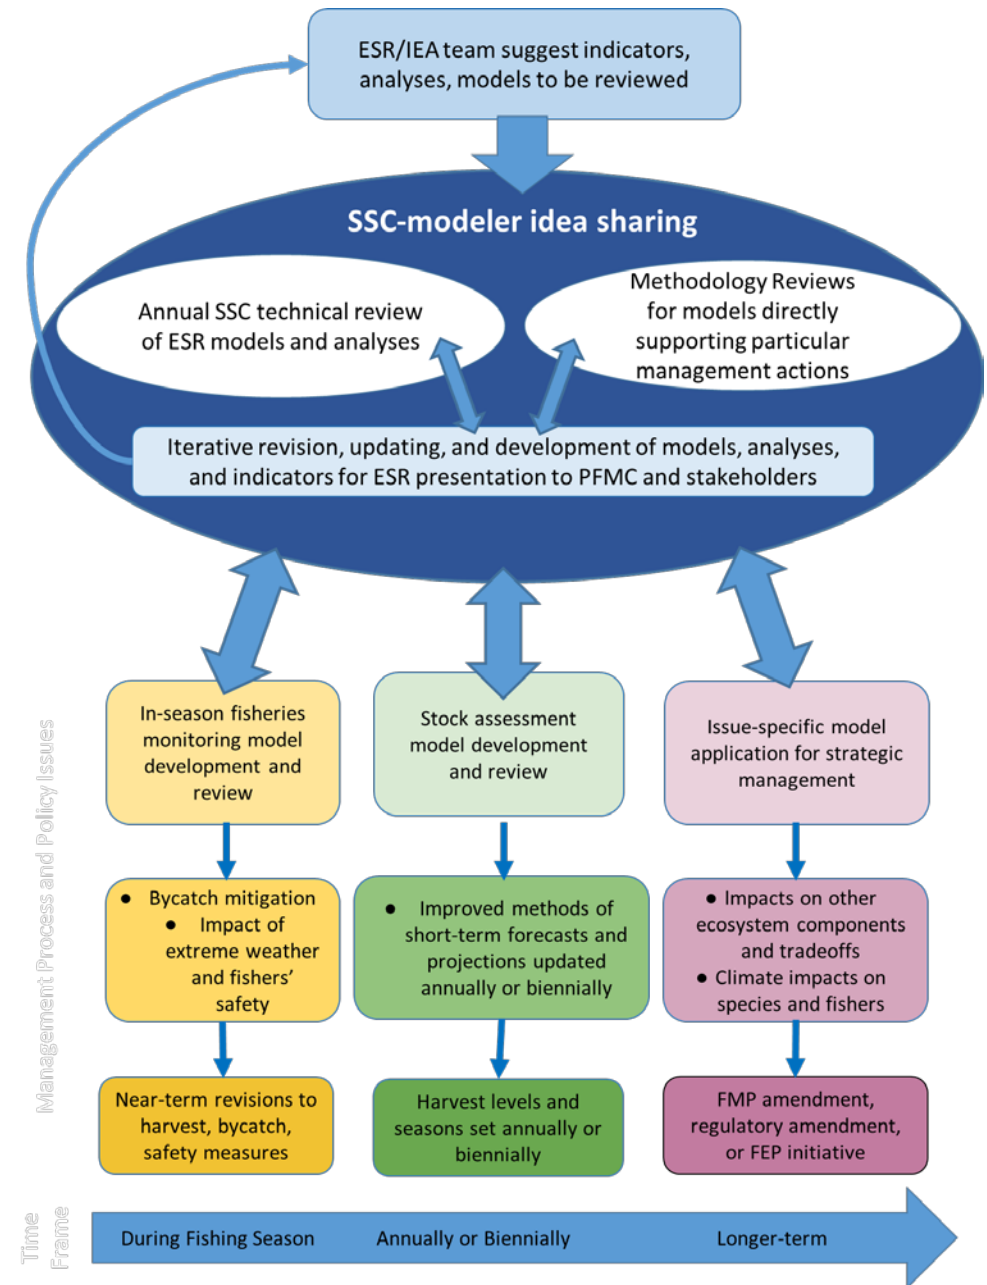 ESR/IEA team suggest indicators,
analyses, models to be reviewed
SSC-modeler idea sharing
Annual SSC technical review
of ESR models and analyses
Methodology Reviews
for models directly
supporting particular
management actions
Iterative revision, updating, and development of models, analyses,
and indicators for ESR presentation to PFMC and stakeholders
Management Process and Policy Issues
In-season fisheries
monitoring model
development and
review
Stock assessment
model development
and review
Issue-specific model
application for strategic
management
● Bycatch mitigation
● Impact of
extreme weather
and fishers’
safety
● Improved methods of
short-term forecasts and
projections updated
annually or biennially
● Impacts on other
ecosystem components
and tradeoffs
● Climate impacts on
species and fishers
Near-term revisions to
harvest, bycatch,
safety measures
Harvest levels and
seasons set annually or
biennially
FMP amendment,
regulatory amendment,
or FEP initiative
Time
Frame
During Fishing Season
Annually or Biennially
Longer-term